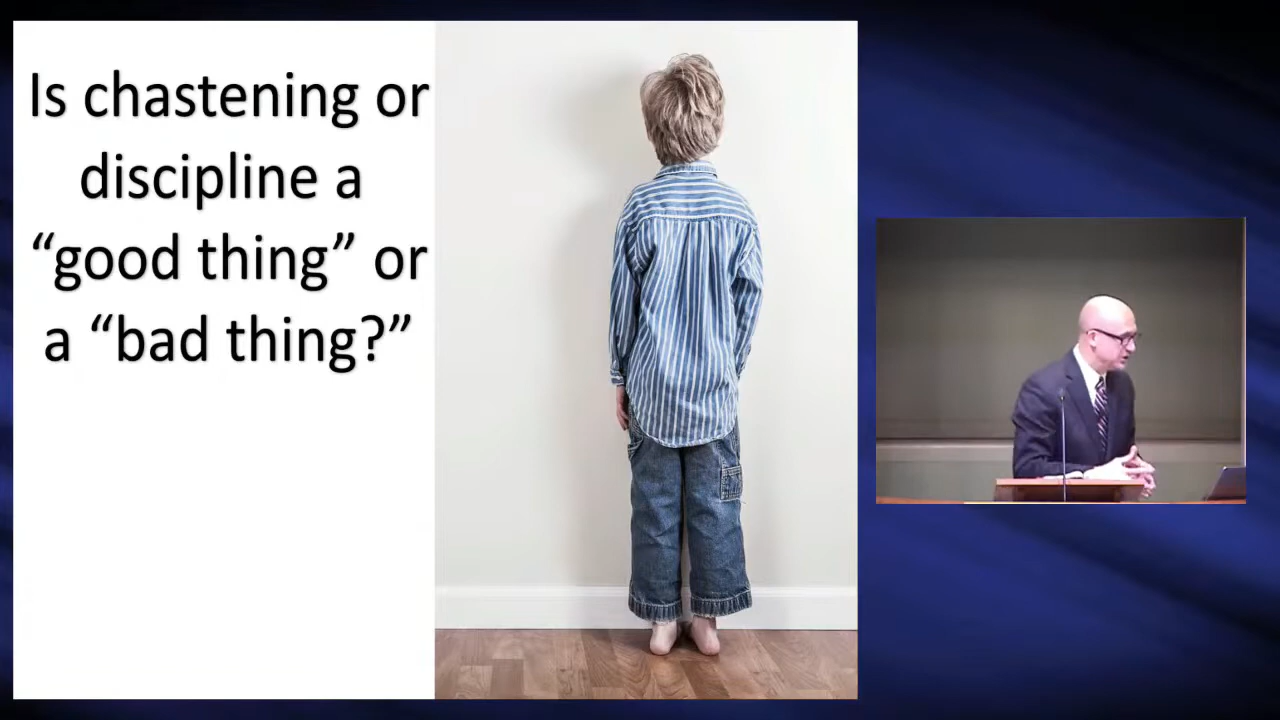 Is chastening or
discipline a
“good thing” or
a “bad thing?”